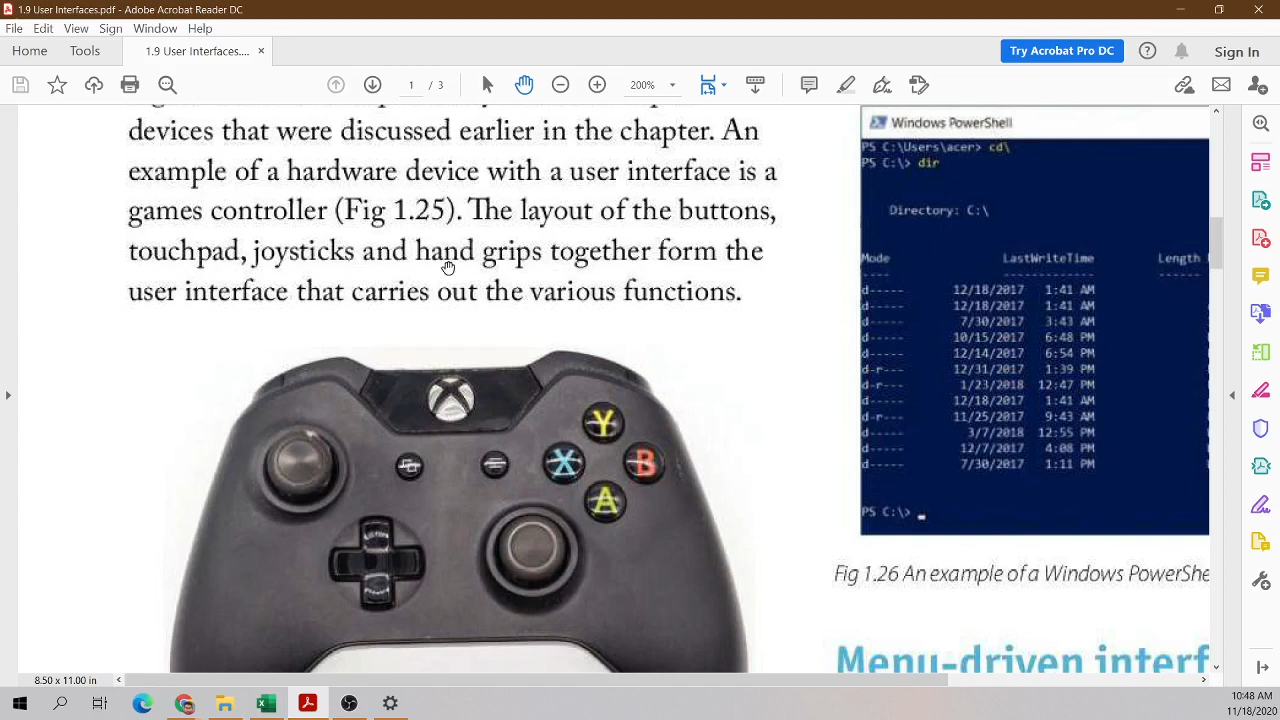 1.9 User Interfaces.pdf - Adobe Acrobat Reader DC
File Edit View Sign Window Help
Home Tools 1.9 User Interfaces.... × Try Acrobat Pro DC Sign In
1 / 3 200%
devices that were discussed earlier in the chapter. An
example of a hardware device with a user interface is a
games controller (Fig 1.25). The layout of the buttons,
touchpad, joysticks and hand grips together form the
user interface that carries out the various functions.
Y
X B
A
Windows PowerShell
PS C:\Users\acer> cd\
PS C:\> dir
Directory: C:\
Mode LastWriteTime Length
---- ------------- ------
d----- 12/18/2017 1:41 AM
d----- 12/18/2017 1:41 AM
d----- 7/30/2017 3:43 AM
d----- 10/15/2017 6:48 PM
d----- 12/14/2017 6:54 PM
d-r--- 12/31/2017 1:39 PM
d-r--- 1/23/2018 12:47 PM
d----- 12/18/2017 1:41 AM
d-r--- 11/25/2017 9:43 AM
d----- 3/7/2018 12:55 PM
d----- 12/7/2017 4:08 PM
d----- 7/30/2017 1:11 PM
PS C:\> _
Fig 1.26 An example of a Windows PowerShe
Menu-driven interf
8.50 x 11.00 in
10:48 AM
11/18/2020